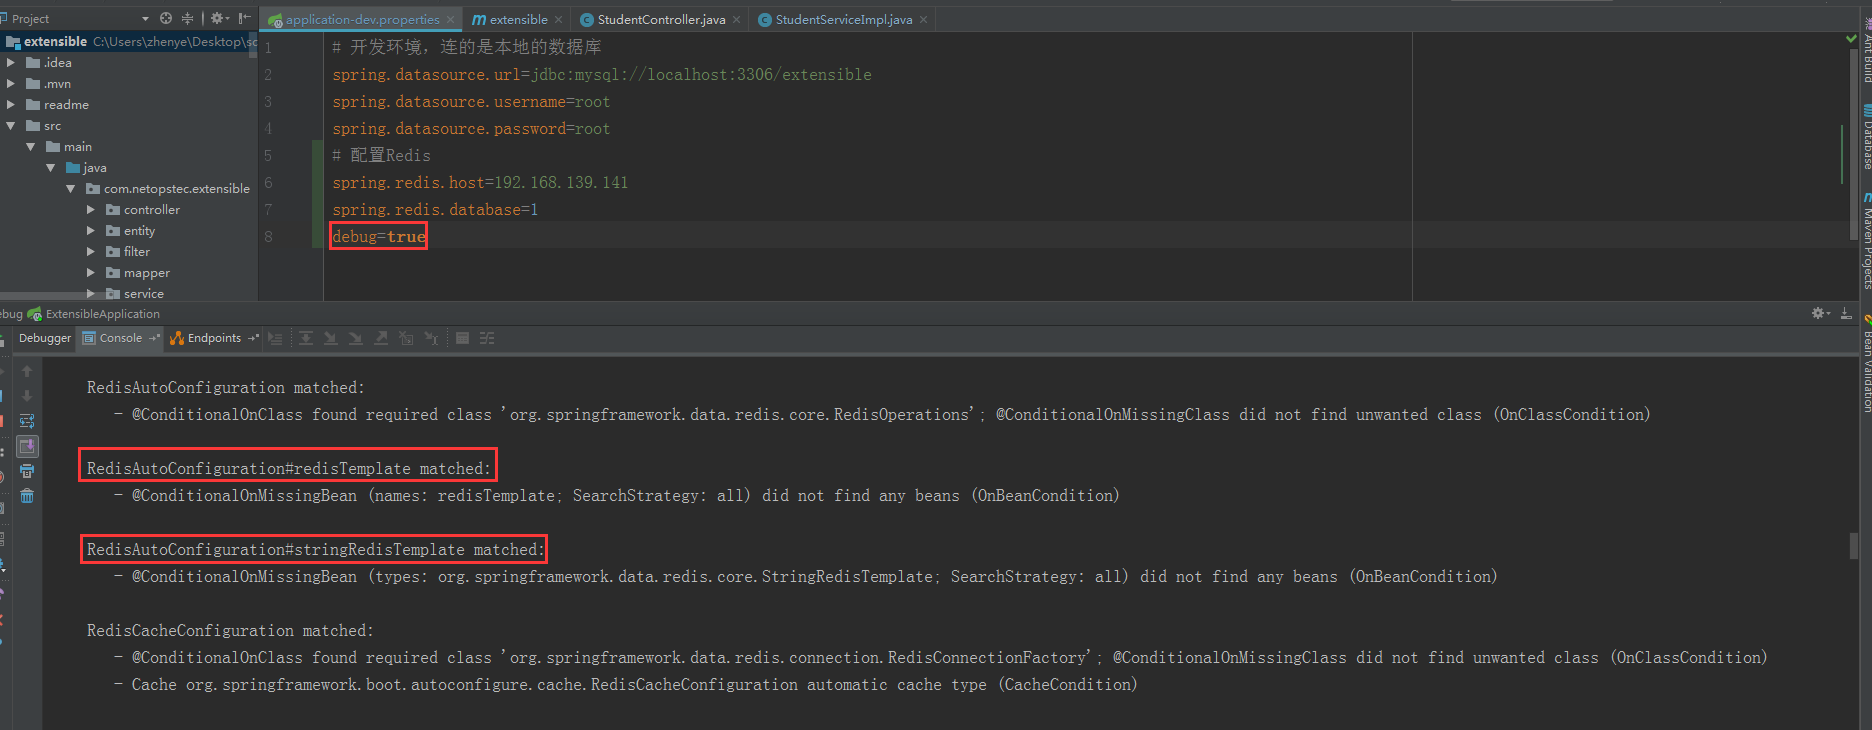 Project
application-dev.properties
extensible
StudentController.java
StudentServiceImpl.java
extensible C:\Users\zhenye\Desktop\sc
.idea
.mvn
readme
src
main
java
com.netopstec.extensible
controller
entity
filter
mapper
service
1 # 开发环境，连的是本地的数据库
2 spring.datasource.url=jdbc:mysql://localhost:3306/extensible
3 spring.datasource.username=root
4 spring.datasource.password=root
5 # 配置Redis
6 spring.redis.host=192.168.139.141
7 spring.redis.database=1
8 debug=true
Ant Build
Database
Maven Projects
Bean Validation
ebug ExtensibleApplication
Debugger Console Endpoints
RedisAutoConfiguration matched:
- @ConditionalOnClass found required class 'org.springframework.data.redis.core.RedisOperations'; @ConditionalOnMissingClass did not find unwanted class (OnClassCondition)
RedisAutoConfiguration#redisTemplate matched:
- @ConditionalOnMissingBean (names: redisTemplate; SearchStrategy: all) did not find any beans (OnBeanCondition)
RedisAutoConfiguration#stringRedisTemplate matched:
- @ConditionalOnMissingBean (types: org.springframework.data.redis.core.StringRedisTemplate; SearchStrategy: all) did not find any beans (OnBeanCondition)
RedisCacheConfiguration matched:
- @ConditionalOnClass found required class 'org.springframework.data.redis.connection.RedisConnectionFactory'; @ConditionalOnMissingClass did not find unwanted class (OnClassCondition)
- Cache org.springframework.boot.autoconfigure.cache.RedisCacheConfiguration automatic cache type (CacheCondition)